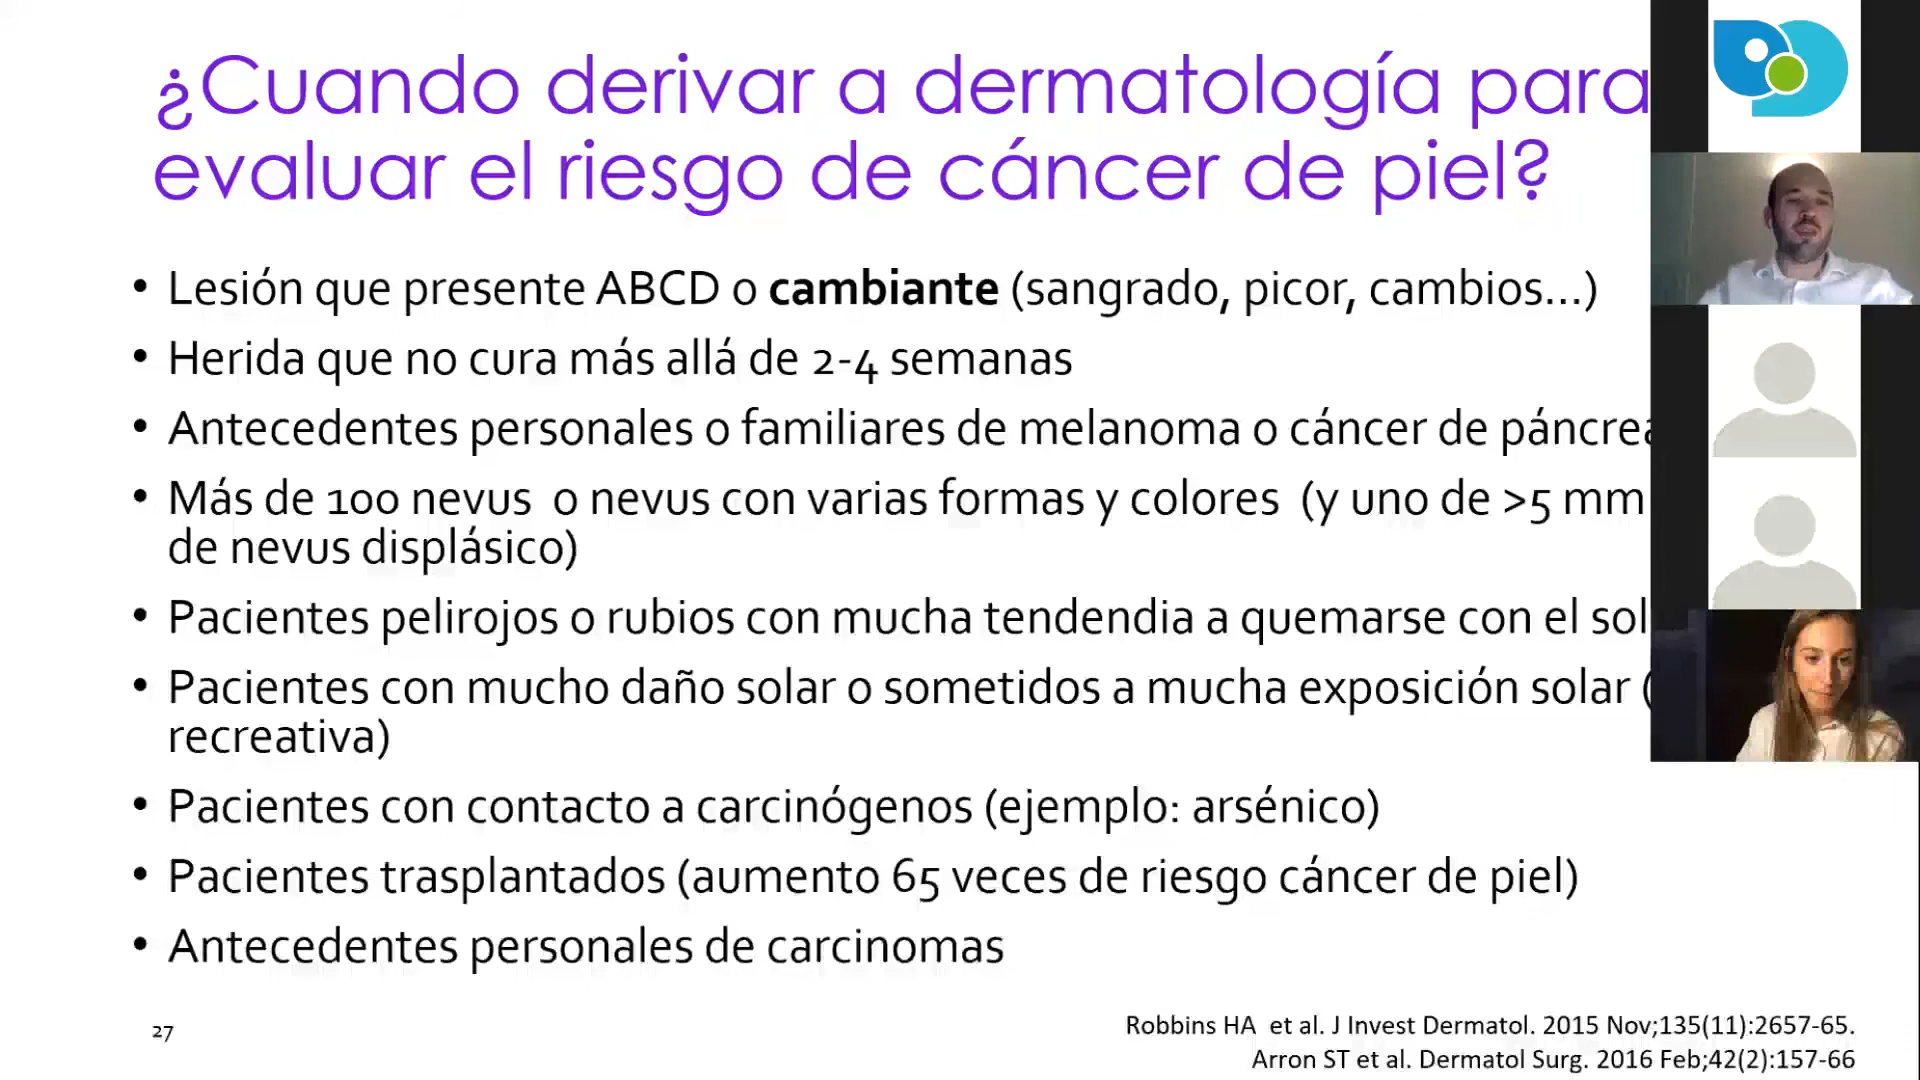 ¿Cuando derivar a dermatología para
evaluar el riesgo de cáncer de piel?
• Lesión que presente ABCD o cambiante (sangrado, picor, cambios...)
• Herida que no cura más allá de 2-4 semanas
• Antecedentes personales o familiares de melanoma o cáncer de
• Más de 100 nevus o nevus con varias formas y colores (y uno de >5 mm
de nevus displásico)
• Pacientes pelirojos o rubios con mucha tendendia a quemarse con el sol
• Pacientes con mucho daño solar o sometidos a mucha exposición solar (
recreativa)
• Pacientes con contacto a carcinógenos (ejemplo: arsénico)
• Pacientes trasplantados (aumento 65 veces de riesgo cáncer de piel)
• Antecedentes personales de carcinomas
27
Robbins HA et al. J Invest Dermatol. 2015 Nov;135(11):2657-65.
Arron ST et al. Dermatol Surg. 2016 Feb;42(2):157-66